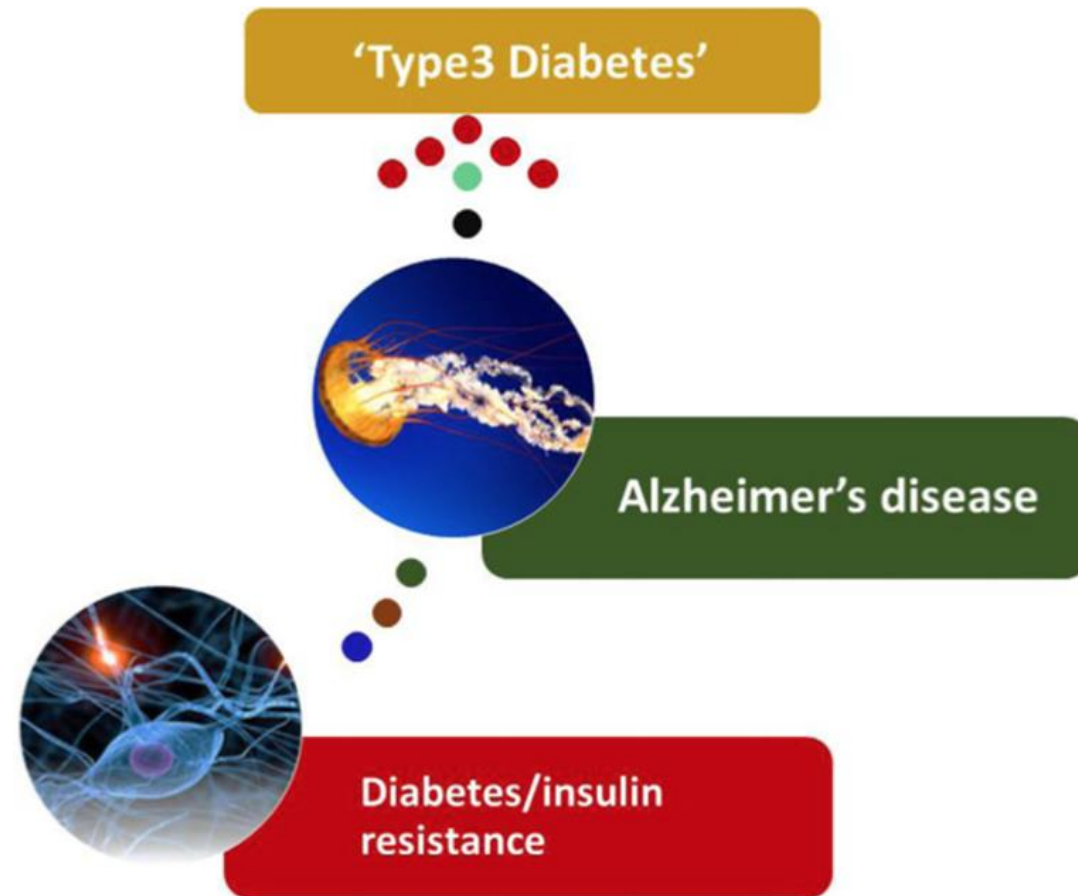 ‘Type3 Diabetes’
Alzheimer’s disease
Diabetes/insulin
resistance